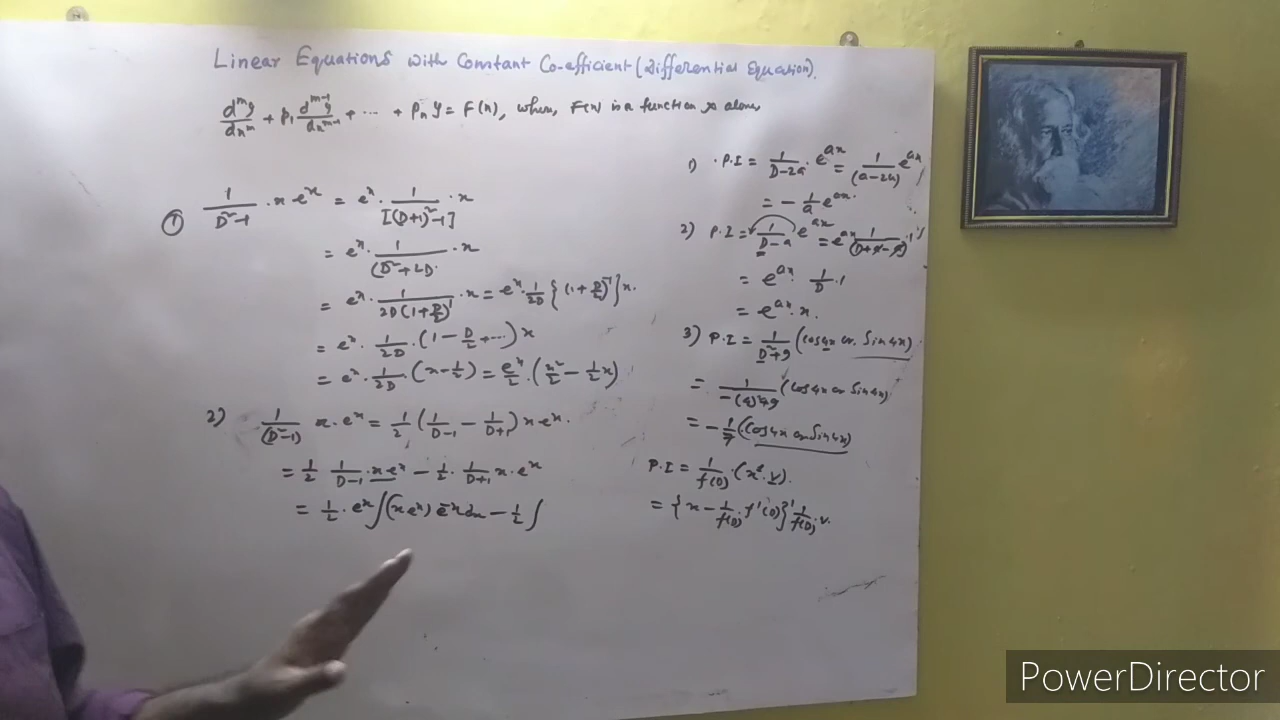 Linear Equations with Constant Co-efficient (Differential Equation).
dⁿy/dxⁿ + P₁ dⁿ⁻¹y/dxⁿ⁻¹ + ... + Pₙ y = F(x), when, F(x) is a function x alone
① 1/(D²-1) · x eˣ = eˣ · 1/[(D+1)²-1] · x
= eˣ · 1/(D²+2D) · x
= eˣ · 1/(2D(1+D/2)) · x = eˣ · 1/2D {(1+D/2)⁻¹} x.
= eˣ · 1/2D · (1 - D/2 + ...) x
= eˣ · 1/2D · (x - 1/2) = eˣ/2 · (x²/2 - 1/2 x)
2) 1/(D²-1) x · eˣ = 1/2 (1/(D-1) - 1/(D+1)) x eˣ.
= 1/2 1/(D-1) · x eˣ - 1/2 · 1/(D+1) x · eˣ
= 1/2 · eˣ ∫(x eˣ) e⁻ˣ dx - 1/2 ∫
1) · P.I = 1/(D-2a) · eᵃˣ = 1/(a-2a) eᵃˣ
= - 1/a eᵃˣ.
2) P.I = 1/(D-a) eᵃˣ = eᵃˣ 1/(D+a-a) · 1
= eᵃˣ · 1/D · 1
= eᵃˣ · x.
3) P.I = 1/(D²+9) (cos4x or Sin4x)
= 1/(-(4)²+9) (cos4x or Sin4x)
= - 1/7 (cos4x or Sin4x)
P.I = 1/f(D) · (x · v).
= {x - 1/f(D) · f'(D)} 1/f(D) · v.
PowerDirector